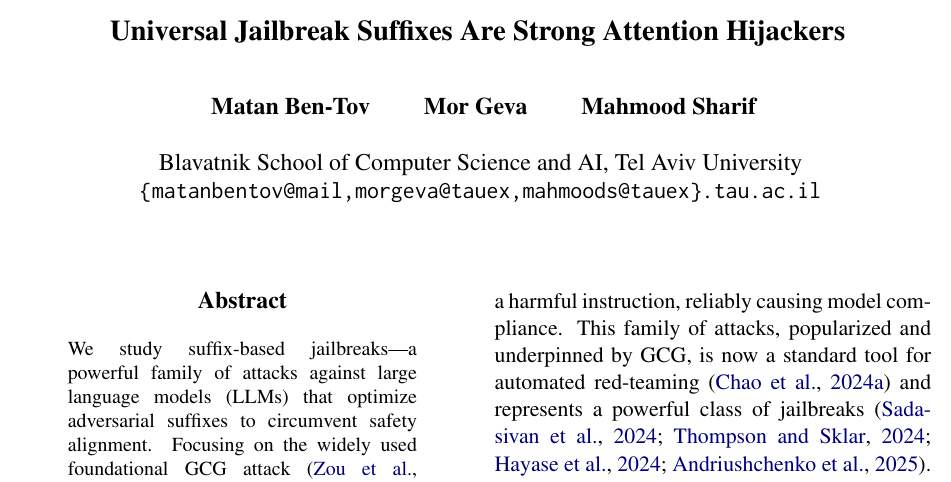 Universal Jailbreak Suffixes Are Strong Attention Hijackers
Matan Ben-Tov Mor Geva Mahmood Sharif
Blavatnik School of Computer Science and AI, Tel Aviv University
{matanbentov@mail,morgeva@tauex,mahmoods@tauex}.tau.ac.il
Abstract
We study suffix-based jailbreaks—a
powerful family of attacks against large
language models (LLMs) that optimize
adversarial suffixes to circumvent safety
alignment. Focusing on the widely used
foundational GCG attack (Zou et al.,
a harmful instruction, reliably causing model com-
pliance. This family of attacks, popularized and
underpinned by GCG, is now a standard tool for
automated red-teaming (Chao et al., 2024a) and
represents a powerful class of jailbreaks (Sada-
sivan et al., 2024; Thompson and Sklar, 2024;
Hayase et al., 2024; Andriushchenko et al., 2025).